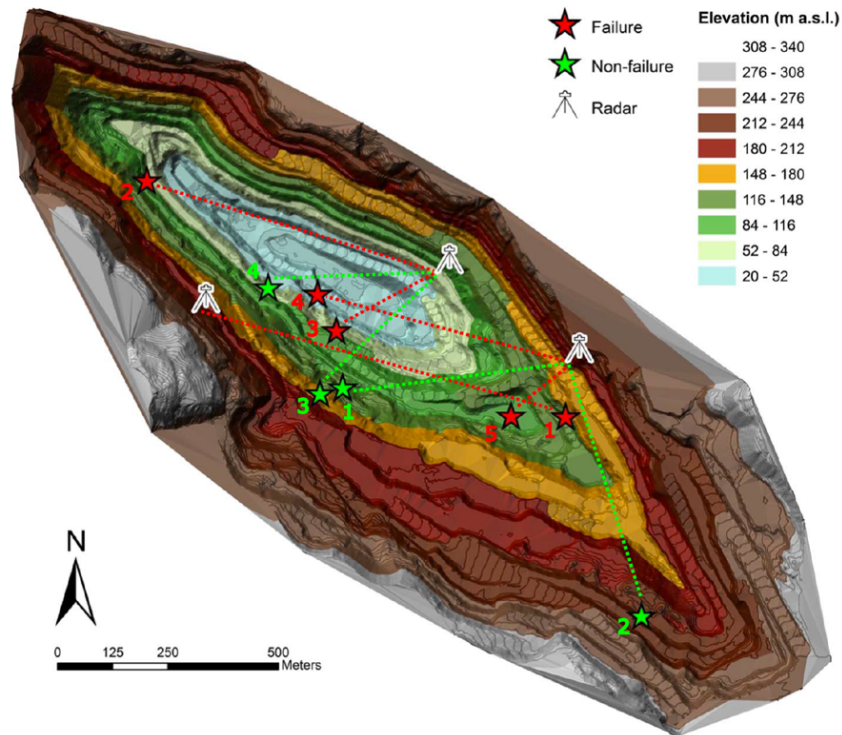 Failure
Non-failure
Radar
Elevation (m a.s.l.)
308 - 340
276 - 308
244 - 276
212 - 244
180 - 212
148 - 180
116 - 148
84 - 116
52 - 84
20 - 52
2
4
4
3
3
1
5
1
2
N
0 125 250 500
Meters